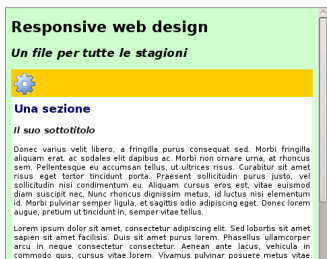 Responsive web design
Un file per tutte le stagioni
Una sezione
Il suo sottotitolo
Donec varius velit libero, a fringilla purus consequat sed. Morbi fringilla
aliquam erat, ac sodales elit dapibus ac. Morbi non ornare urna, at rhoncus
sem. Pellentesque eu accumsan tellus, ut ultrices risus. Curabitur sit amet
risus eget tortor tincidunt porta. Praesent sollicitudin purus justo, vel
sollicitudin nisi condimentum eu. Aliquam cursus eros est, vitae euismod
diam suscipit nec. Nunc rhoncus dignissim metus, id luctus nisi elementum
id. Morbi pulvinar semper ligula, et sagittis odio adipiscing eget. Donec lorem
augue, pretium ut tincidunt in, semper vitae tellus.
Lorem ipsum dolor sit amet, consectetur adipiscing elit. Sed lobortis sit amet
sapien sit amet facilisis. Duis sit amet purus lorem. Phasellus ullamcorper
arcu in neque consectetur consectetur. Aenean ante lacus, vehicula in
commodo quis, cursus vitae lorem. Vivamus pulvinar posuere metus vitae